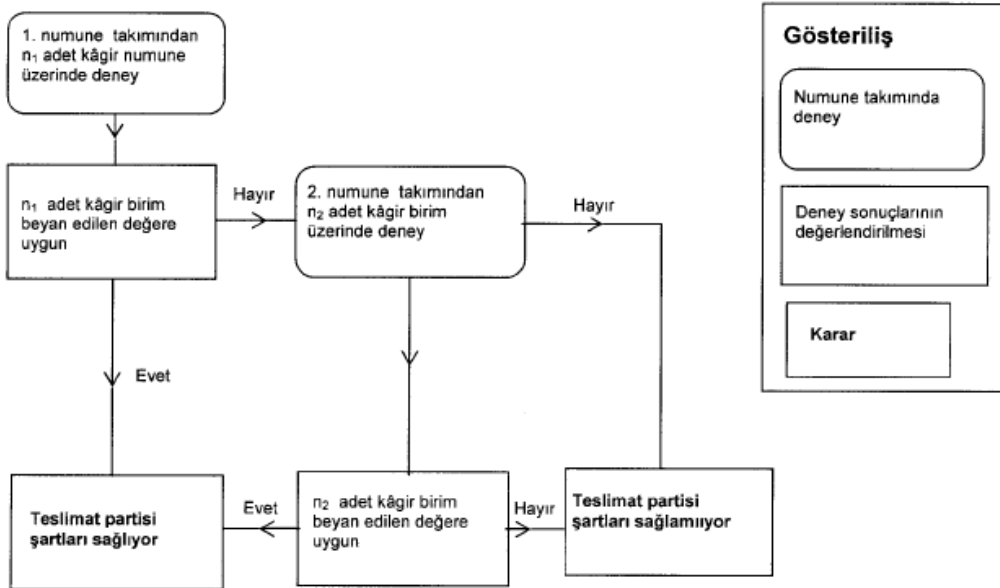 1. numune takımından
n₁ adet kâgir numune
üzerinde deney
n₁ adet kâgir birim
beyan edilen değere
uygun
Hayır
2. numune takımından
n₂ adet kâgir birim
üzerinde deney
Hayır
Evet
Teslimat partisi
şartları sağlıyor
Evet
n₂ adet kâgir birim
beyan edilen değere
uygun
Hayır
Teslimat partisi
şartları sağlamıiyor
Gösteriliş
Numune takımında
deney
Deney sonuçlarının
değerlendirilmesi
Karar